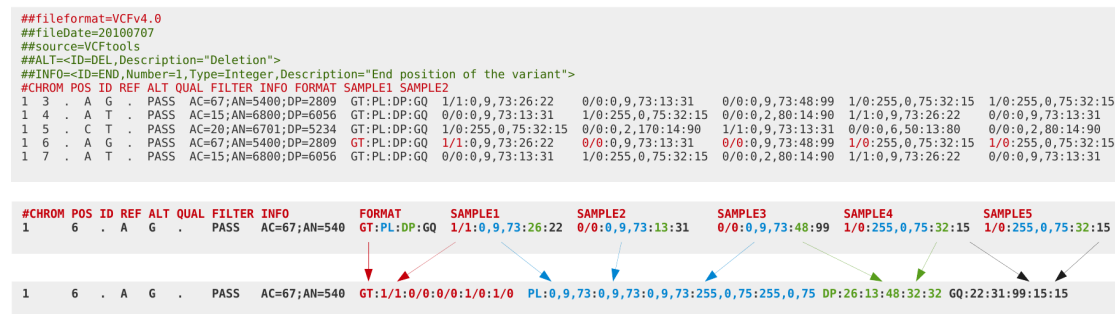 ##fileformat=VCFv4.0
##fileDate=20100707
##source=VCFtools
##ALT=<ID=DEL,Description="Deletion">
##INFO=<ID=END,Number=1,Type=Integer,Description="End position of the variant">
#CHROM POS ID REF ALT QUAL FILTER INFO FORMAT SAMPLE1 SAMPLE2
1 3 . A G . PASS AC=67;AN=5400;DP=2809 GT:PL:DP:GQ 1/1:0,9,73:26:22 0/0:0,9,73:13:31 0/0:0,9,73:48:99 1/0:255,0,75:32:15 1/0:255,0,75:32:15
1 4 . A T . PASS AC=15;AN=6800;DP=6056 GT:PL:DP:GQ 0/0:0,9,73:13:31 1/0:255,0,75:32:15 0/0:0,2,80:14:90 1/1:0,9,73:26:22 0/0:0,9,73:13:31
1 5 . C T . PASS AC=20;AN=6701;DP=5234 GT:PL:DP:GQ 1/0:255,0,75:32:15 0/0:0,2,170:14:90 1/1:0,9,73:13:31 0/0:0,6,50:13:80 0/0:0,2,80:14:90
1 6 . A G . PASS AC=67;AN=5400;DP=2809 GT:PL:DP:GQ 1/1:0,9,73:26:22 0/0:0,9,73:13:31 0/0:0,9,73:48:99 1/0:255,0,75:32:15 1/0:255,0,75:32:15
1 7 . A T . PASS AC=15;AN=6800;DP=6056 GT:PL:DP:GQ 0/0:0,9,73:13:31 1/0:255,0,75:32:15 0/0:0,2,80:14:90 1/1:0,9,73:26:22 0/0:0,9,73:13:31
#CHROM POS ID REF ALT QUAL FILTER INFO FORMAT SAMPLE1 SAMPLE2 SAMPLE3 SAMPLE4 SAMPLE5
1 6 . A G . PASS AC=67;AN=540 GT:PL:DP:GQ 1/1:0,9,73:26:22 0/0:0,9,73:13:31 0/0:0,9,73:48:99 1/0:255,0,75:32:15 1/0:255,0,75:32:15
1 6 . A G . PASS AC=67;AN=540 GT:1/1:0/0:0/0:1/0:1/0 PL:0,9,73:0,9,73:0,9,73:255,0,75:255,0,75 DP:26:13:48:32:32 GQ:22:31:99:15:15